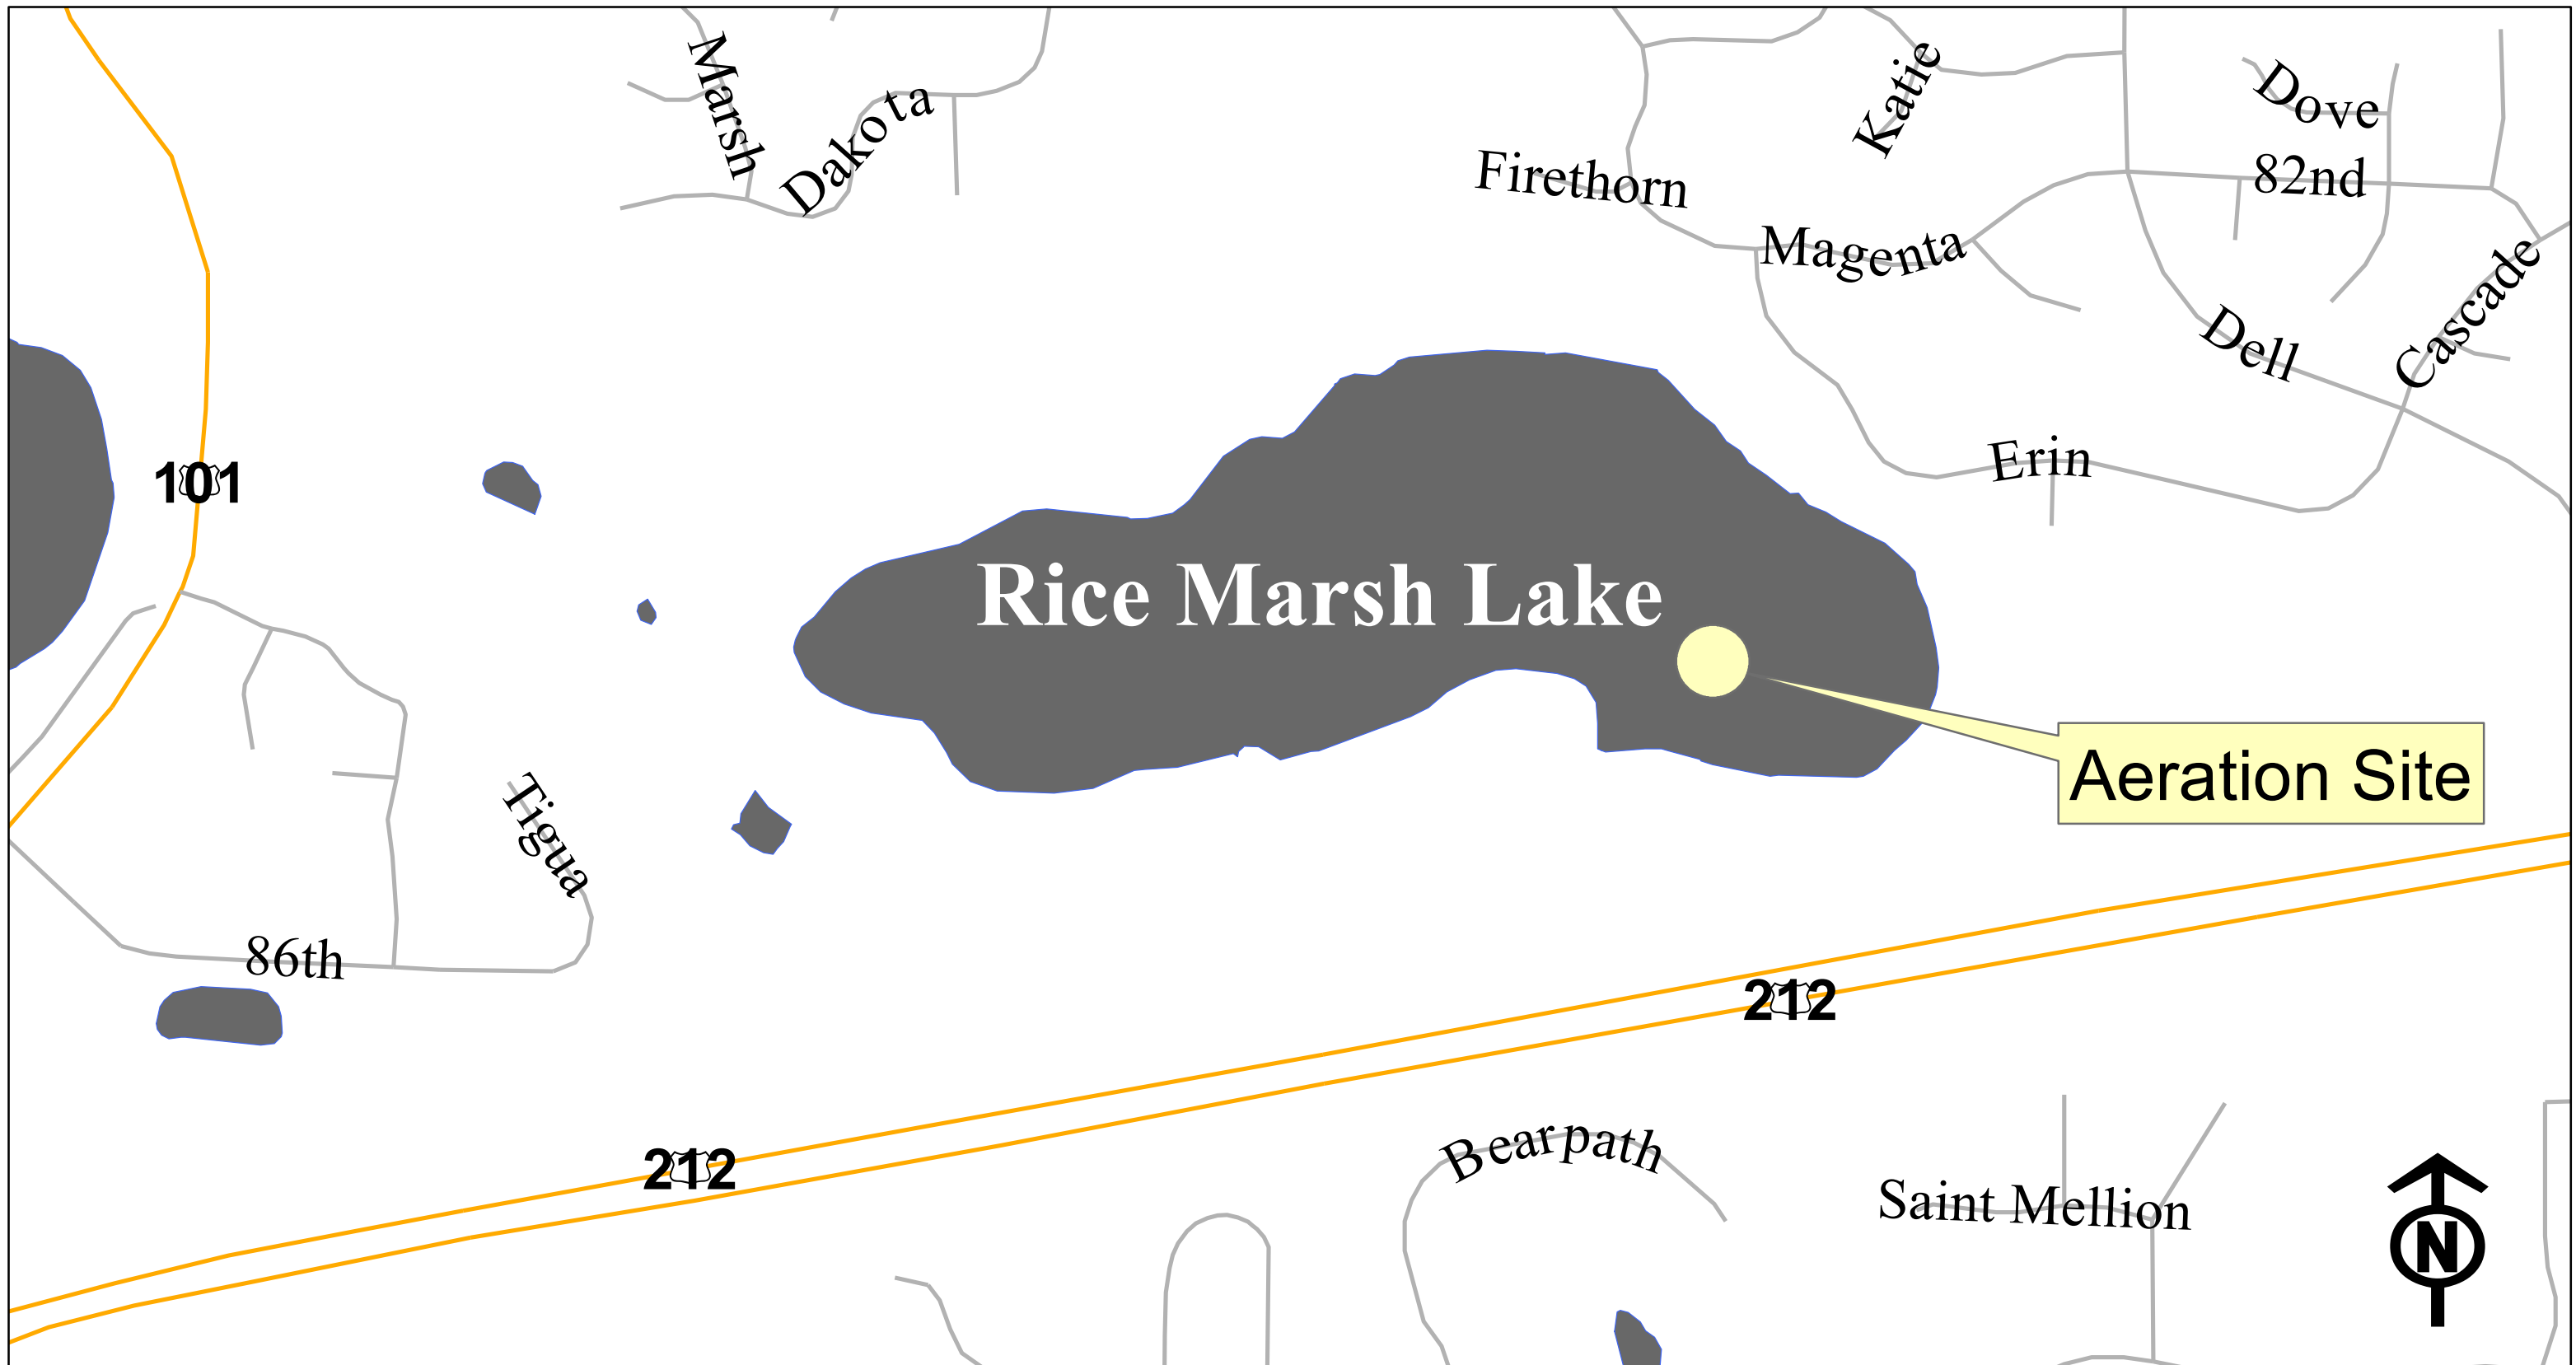 Marsh
Dakota
Katie
Dove
Firethorn
82nd
Magenta
Cascade
Dell
Erin
101
Rice Marsh Lake
Aeration Site
Tigua
86th
212
212
Bearpath
Saint Mellion
N